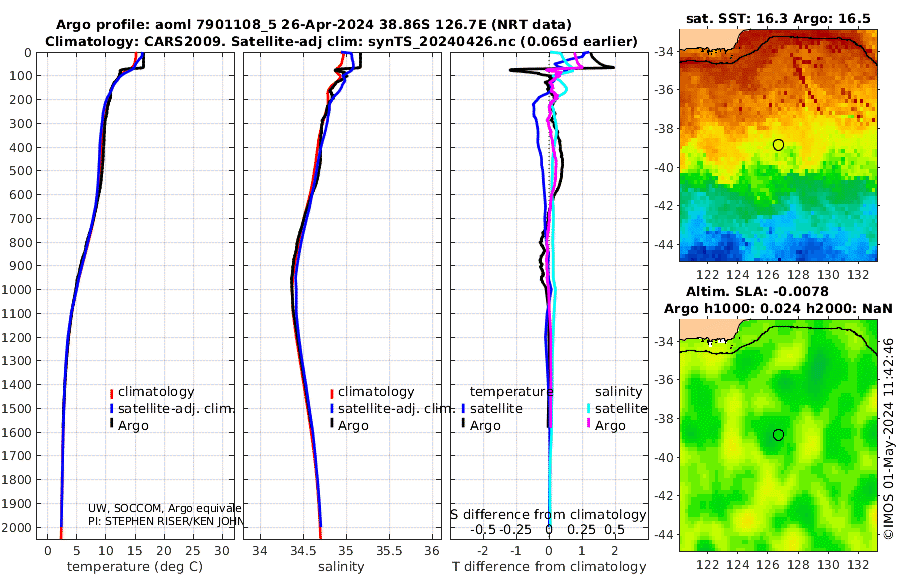 Argo profile: aoml 7901108_5 26-Apr-2024 38.86S 126.7E (NRT data)
Climatology: CARS2009. Satellite-adj clim: synTS_20240426.nc (0.065d earlier)
0
100
200
300
400
500
600
700
800
900
1000
1100
1200
1300
1400
1500
1600
1700
1800
1900
2000
climatology
satellite-adj. clim.
Argo
UW, SOCCOM, Argo equivale
PI: STEPHEN RISER/KEN JOHN
0 10 20 30
temperature (deg C)
climatology
satellite-adj. clim.
Argo
34 34.5 35 35.5 36
salinity
temperature salinity
satellite satellite
Argo Argo
S difference from climatology
-0.5 -0.25 0 0.25 0.5
-2 -1 0 1 2
T difference from climatology
sat. SST: 16.3 Argo: 16.5
-34
-36
-38
-40
-42
-44
122 124 126 128 130 132
Altim. SLA: -0.0078
Argo h1000: 0.024 h2000: NaN
-34
-36
-38
-40
-42
-44
122 124 126 128 130 132
©IMOS 01-May-2024 11:42:46